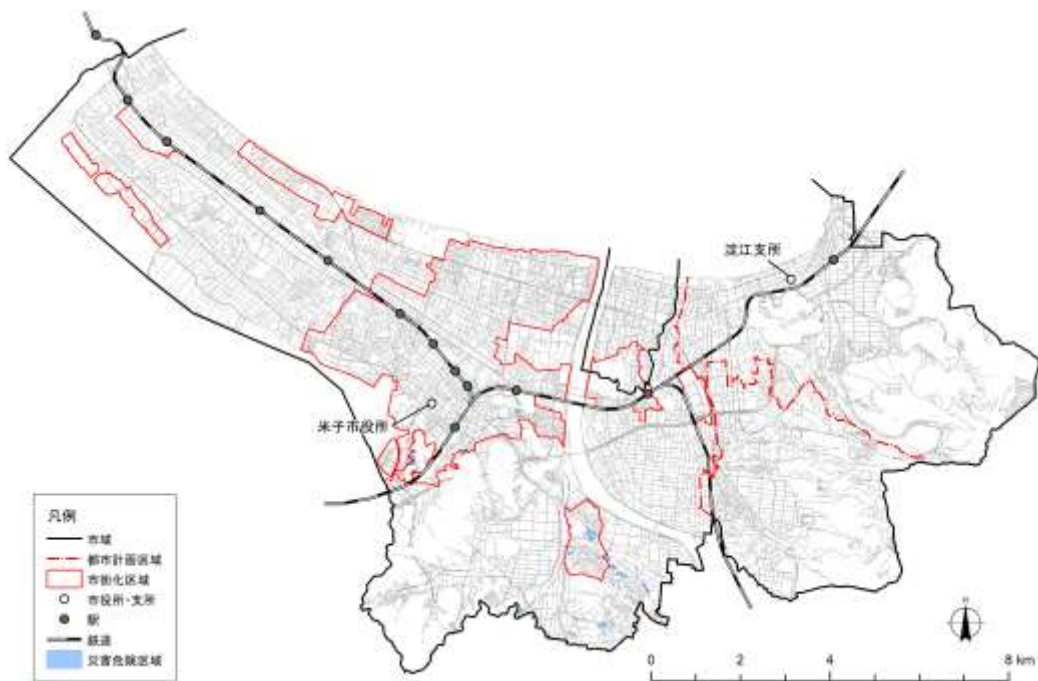 淀江支所
米子市役所
凡例
市域
都市計画区域
市街化区域
市役所・支所
駅
鉄道
災害危険区域
N
0 2 4 8 km